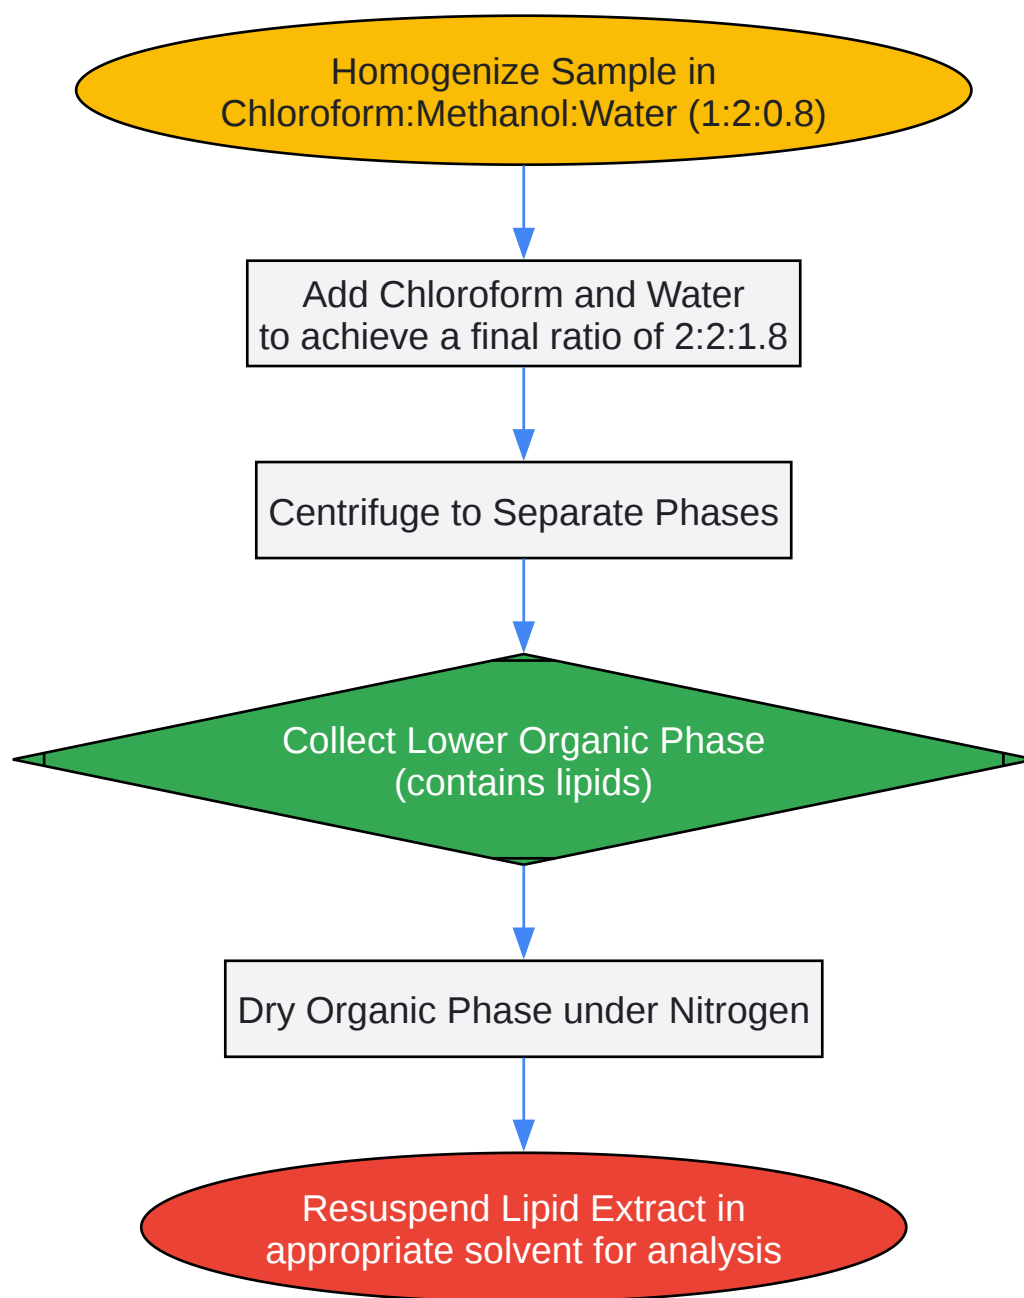 Homogenize Sample in
Chloroform:Methanol:Water (1:2:0.8)
Add Chloroform and Water
to achieve a final ratio of 2:2:1.8
Centrifuge to Separate Phases
Collect Lower Organic Phase
(contains lipids)
Dry Organic Phase under Nitrogen
Resuspend Lipid Extract in
appropriate solvent for analysis